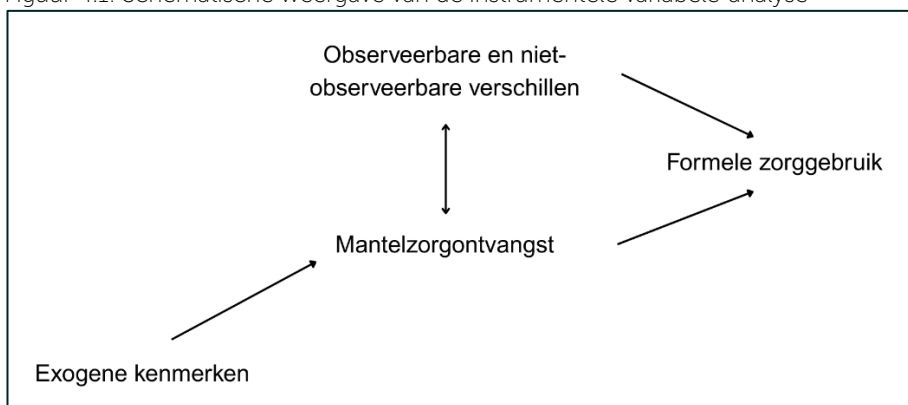 Figuur 4.1: Schematische weergave van de instrumentele variabele-analyse
Observeerbare en niet-
observeerbare verschillen
Formele zorggebruik
Mantelzorgontvangst
Exogene kenmerken